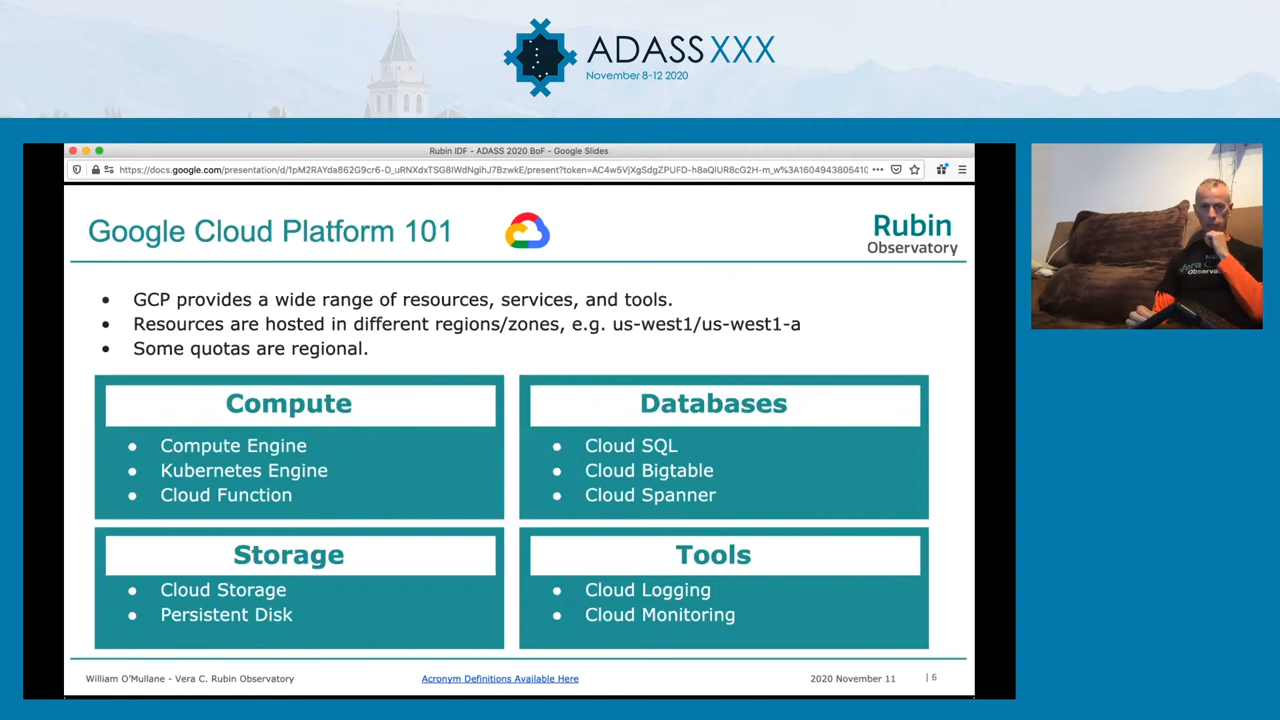 ADASS XXX
November 8-12 2020
Rubin IDF - ADASS 2020 BoF - Google Slides
Google Cloud Platform 101
Rubin
Observatory
• GCP provides a wide range of resources, services, and tools.
• Resources are hosted in different regions/zones, e.g. us-west1/us-west1-a
• Some quotas are regional.
Compute
• Compute Engine
• Kubernetes Engine
• Cloud Function
Databases
• Cloud SQL
• Cloud Bigtable
• Cloud Spanner
Storage
• Cloud Storage
• Persistent Disk
Tools
• Cloud Logging
• Cloud Monitoring
William O'Mullane - Vera C. Rubin Observatory
Acronym Definitions Available Here
2020 November 11
| 6